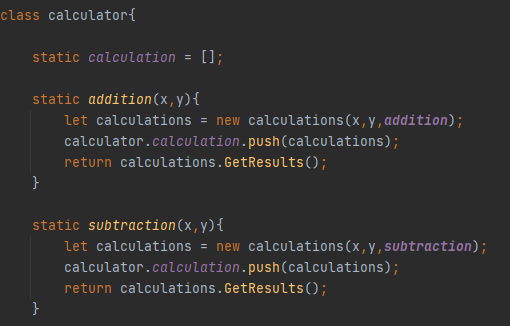 class calculator{
static calculation = [];
static addition(x,y){
let calculations = new calculations(x,y,addition);
calculator.calculation.push(calculations);
return calculations.GetResults();
}
static subtraction(x,y){
let calculations = new calculations(x,y,subtraction);
calculator.calculation.push(calculations);
return calculations.GetResults();
}